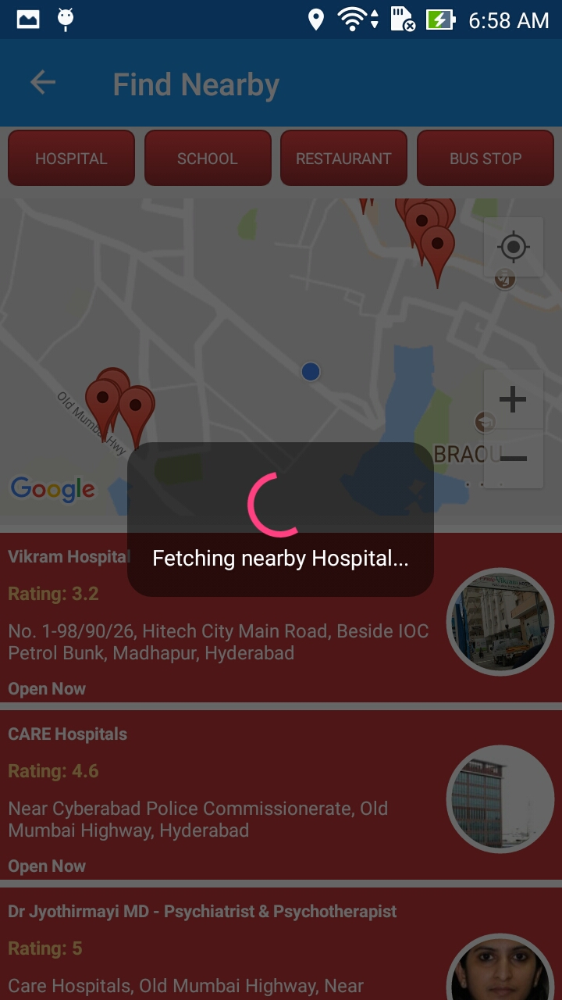 6:58 AM
Find Nearby
HOSPITAL
SCHOOL
RESTAURANT
BUS STOP
Old Mumbai Hwy
BRAOU
Google
Fetching nearby Hospital...
Vikram Hospital
Rating: 3.2
No. 1-98/90/26, Hitech City Main Road, Beside IOC
Petrol Bunk, Madhapur, Hyderabad
Open Now
CARE Hospitals
Rating: 4.6
Near Cyberabad Police Commissionerate, Old
Mumbai Highway, Hyderabad
Open Now
Dr Jyothirmayi MD - Psychiatrist & Psychotherapist
Rating: 5
Care Hospitals, Old Mumbai Highway, Near